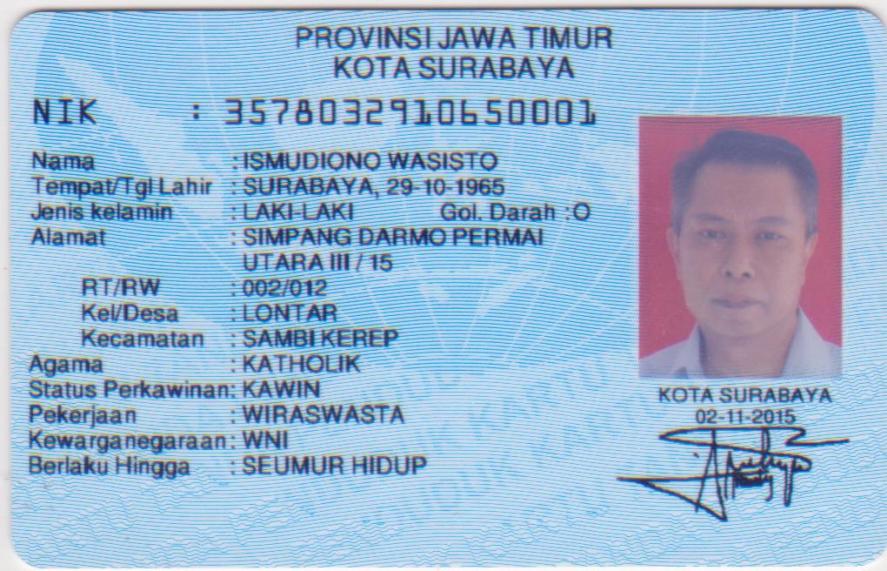 PROVINSI JAWA TIMUR
KOTA SURABAYA
NIK : 3578032910650001
Nama : ISMUDIONO WASISTO
Tempat/Tgl Lahir : SURABAYA, 29-10-1965
Jenis kelamin : LAKI-LAKI Gol. Darah : O
Alamat : SIMPANG DARMO PERMAI
UTARA III / 15
RT/RW : 002/012
Kel/Desa : LONTAR
Kecamatan : SAMBI KEREP
Agama : KATHOLIK
Status Perkawinan: KAWIN
Pekerjaan : WIRASWASTA
Kewarganegaraan: WNI
Berlaku Hingga : SEUMUR HIDUP
KOTA SURABAYA
02-11-2015